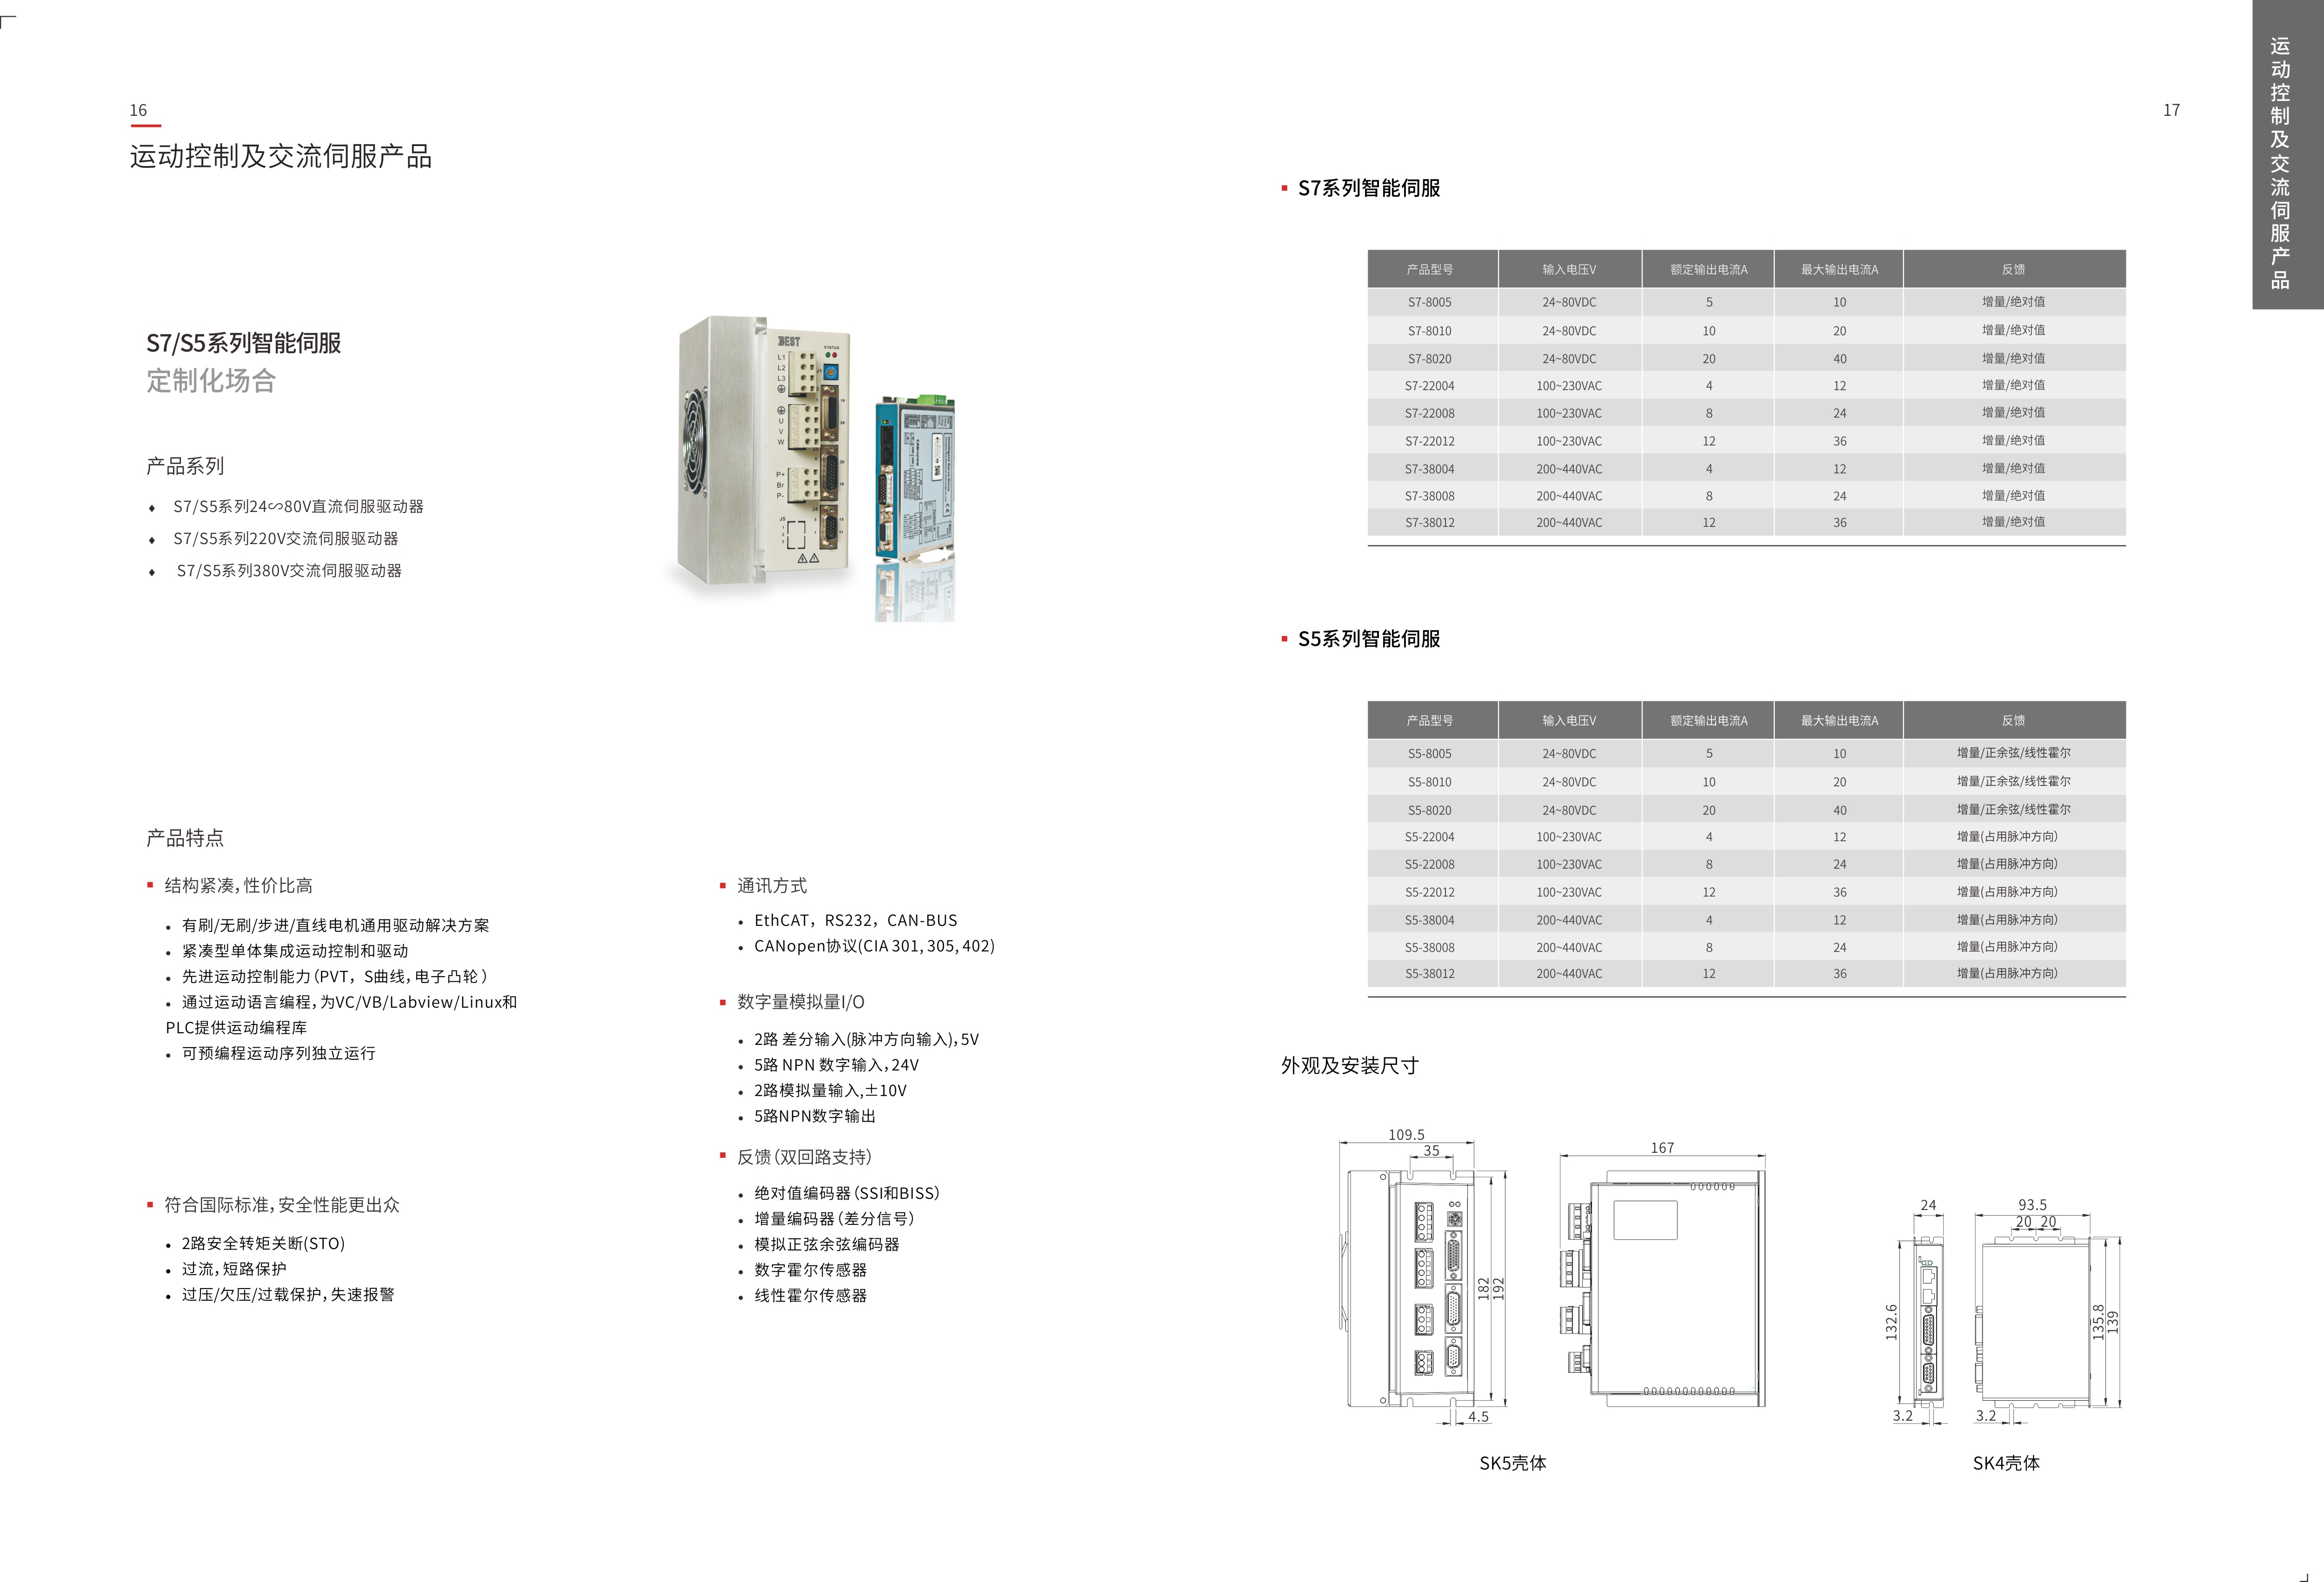 16
运动控制及交流伺服产品
S7/S5系列智能伺服
定制化场合
产品系列
♦ S7/S5系列24∽80V直流伺服驱动器
♦ S7/S5系列220V交流伺服驱动器
♦ S7/S5系列380V交流伺服驱动器
BEST
STATUS
L1
L2
L3
U
V
W
P+
Br
P-
产品特点
结构紧凑,性价比高
• 有刷/无刷/步进/直线电机通用驱动解决方案
• 紧凑型单体集成运动控制和驱动
• 先进运动控制能力(PVT, S曲线,电子凸轮)
• 通过运动语言编程,为VC/VB/Labview/Linux和
PLC提供运动编程库
• 可预编程运动序列独立运行
符合国际标准,安全性能更出众
• 2路安全转矩关断(STO)
• 过流,短路保护
• 过压/欠压/过载保护,失速报警
通讯方式
• EthCAT, RS232, CAN-BUS
• CANopen协议(CIA 301, 305, 402)
数字量模拟量I/O
• 2路 差分输入(脉冲方向输入),5V
• 5路 NPN 数字输入,24V
• 2路模拟量输入,±10V
• 5路NPN数字输出
反馈(双回路支持)
• 绝对值编码器(SSI和BISS)
• 增量编码器(差分信号)
• 模拟正弦余弦编码器
• 数字霍尔传感器
• 线性霍尔传感器
17
运动控制及交流伺服产品
S7系列智能伺服
产品型号 输入电压V 额定输出电流A 最大输出电流A 反馈
S7-8005 24~80VDC 5 10 增量/绝对值
S7-8010 24~80VDC 10 20 增量/绝对值
S7-8020 24~80VDC 20 40 增量/绝对值
S7-22004 100~230VAC 4 12 增量/绝对值
S7-22008 100~230VAC 8 24 增量/绝对值
S7-22012 100~230VAC 12 36 增量/绝对值
S7-38004 200~440VAC 4 12 增量/绝对值
S7-38008 200~440VAC 8 24 增量/绝对值
S7-38012 200~440VAC 12 36 增量/绝对值
S5系列智能伺服
产品型号 输入电压V 额定输出电流A 最大输出电流A 反馈
S5-8005 24~80VDC 5 10 增量/正余弦/线性霍尔
S5-8010 24~80VDC 10 20 增量/正余弦/线性霍尔
S5-8020 24~80VDC 20 40 增量/正余弦/线性霍尔
S5-22004 100~230VAC 4 12 增量(占用脉冲方向)
S5-22008 100~230VAC 8 24 增量(占用脉冲方向)
S5-22012 100~230VAC 12 36 增量(占用脉冲方向)
S5-38004 200~440VAC 4 12 增量(占用脉冲方向)
S5-38008 200~440VAC 8 24 增量(占用脉冲方向)
S5-38012 200~440VAC 12 36 增量(占用脉冲方向)
外观及安装尺寸
109.5
35
182
192
4.5
167
SK5壳体
24
132.6
3.2
93.5
20 20
135.8
139
3.2
SK4壳体